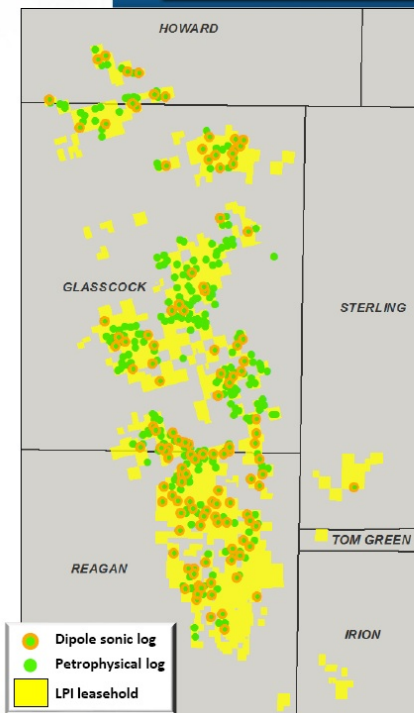 HOWARD
GLASSCOCK
STERLING
TOM GREEN
REAGAN
IRION
Dipole sonic log
Petrophysical log
LPI leasehold